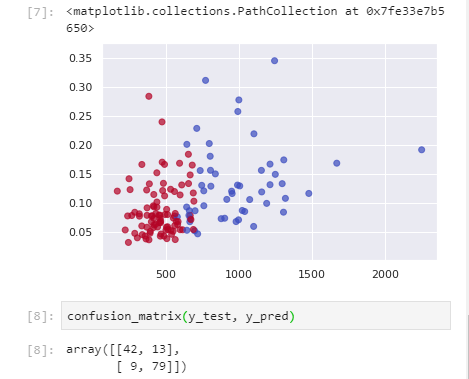 [7]: <matplotlib.collections.PathCollection at 0x7fe33e7b5
650>
0.35
0.30
0.25
0.20
0.15
0.10
0.05
500 1000 1500 2000
[8]: confusion_matrix(y_test, y_pred)
[8]: array([[42, 13],
[ 9, 79]])